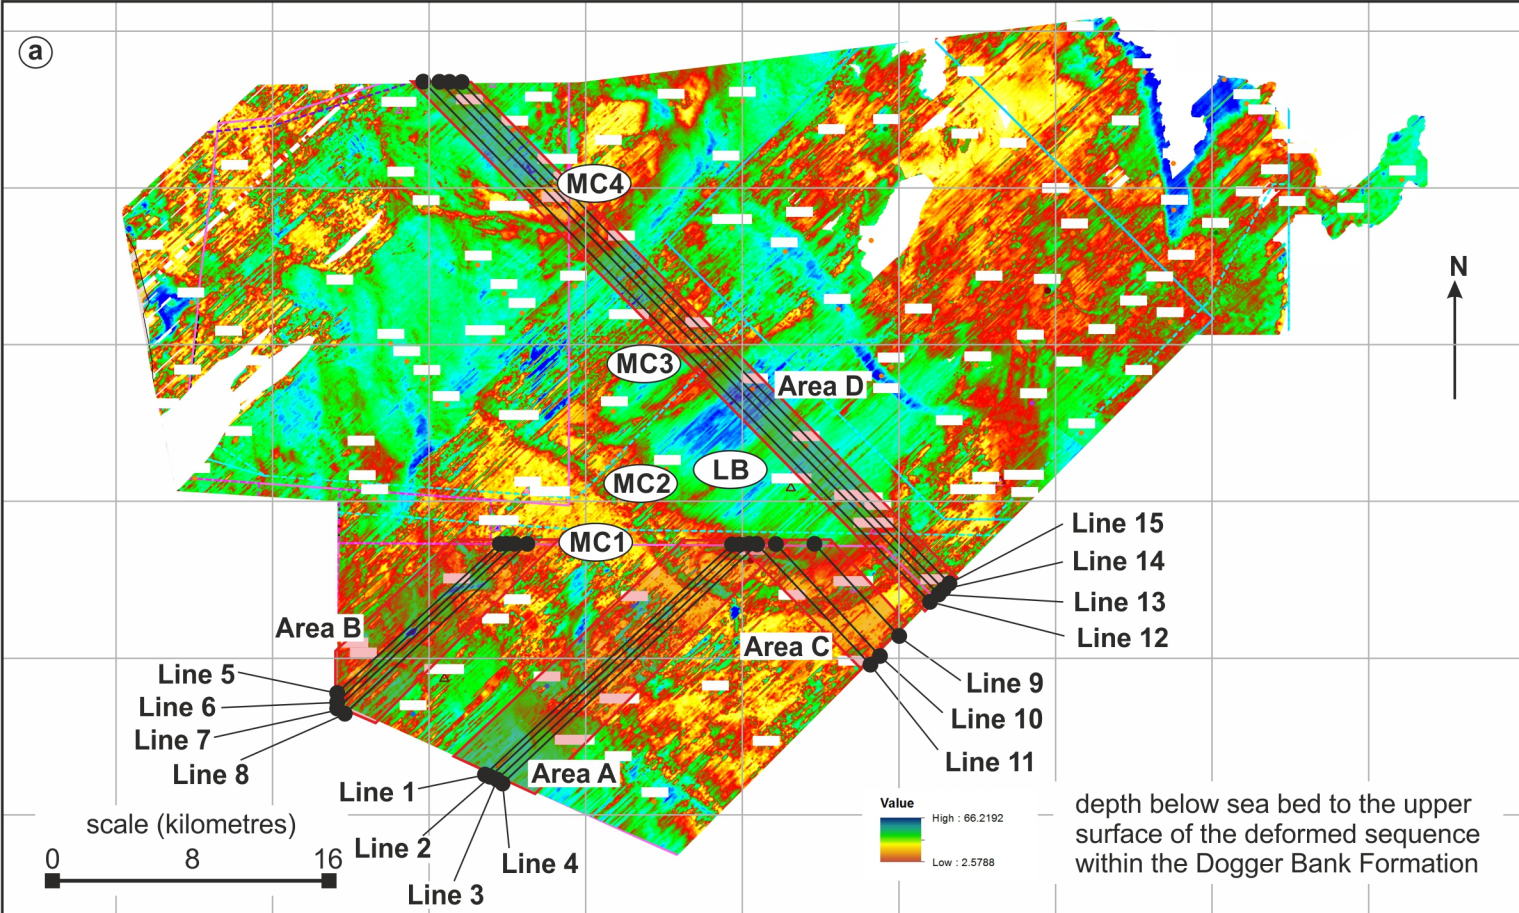 a
MC4
N
MC3
Area D
MC2
LB
MC1
Line 15
Line 14
Line 13
Line 12
Area B
Area C
Line 5
Line 6
Line 7
Line 8
Line 9
Line 10
Line 11
Area A
Line 1
Line 2
Line 3
Line 4
scale (kilometres)
0 8 16
Value
High : 66.2192
Low : 2.5788
depth below sea bed to the upper
surface of the deformed sequence
within the Dogger Bank Formation